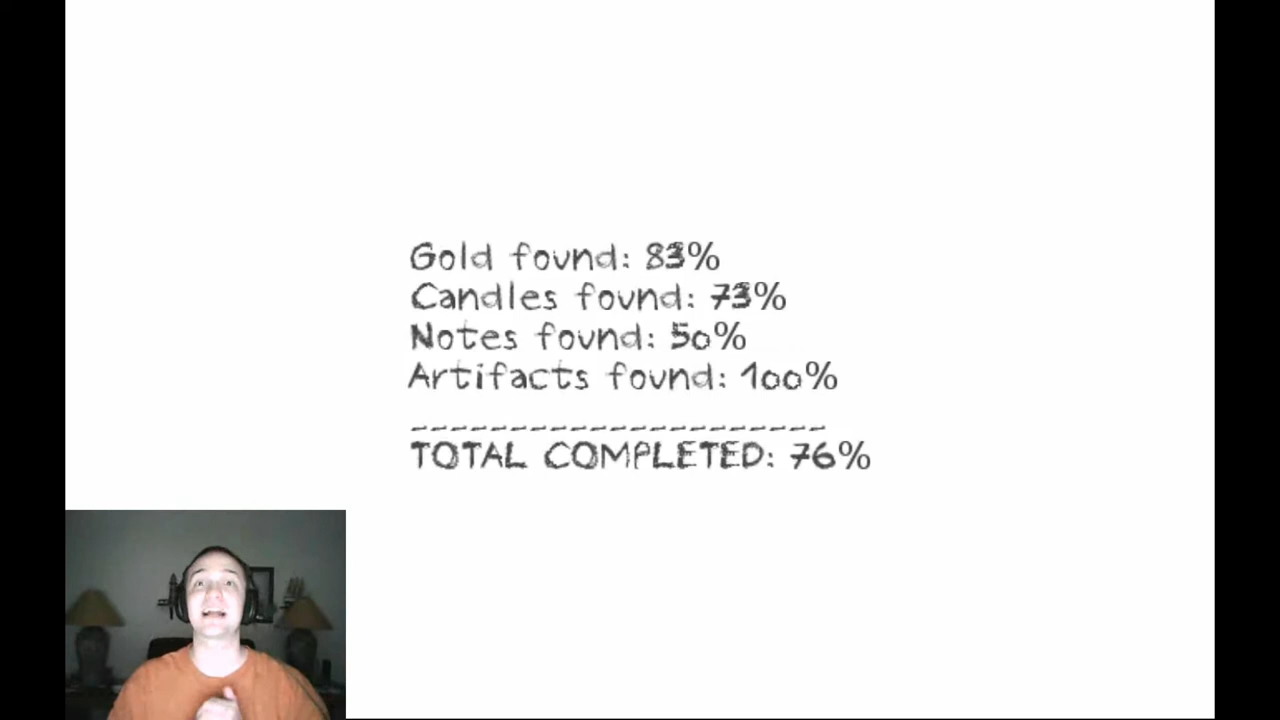 Gold found: 83%
Candles found: 73%
Notes found: 50%
Artifacts found: 100%
_ _ _ _ _ _ _ _ _ _ _ _ _ _ _ _ _ _ _ _ _ _ _
TOTAL COMPLETED: 76%